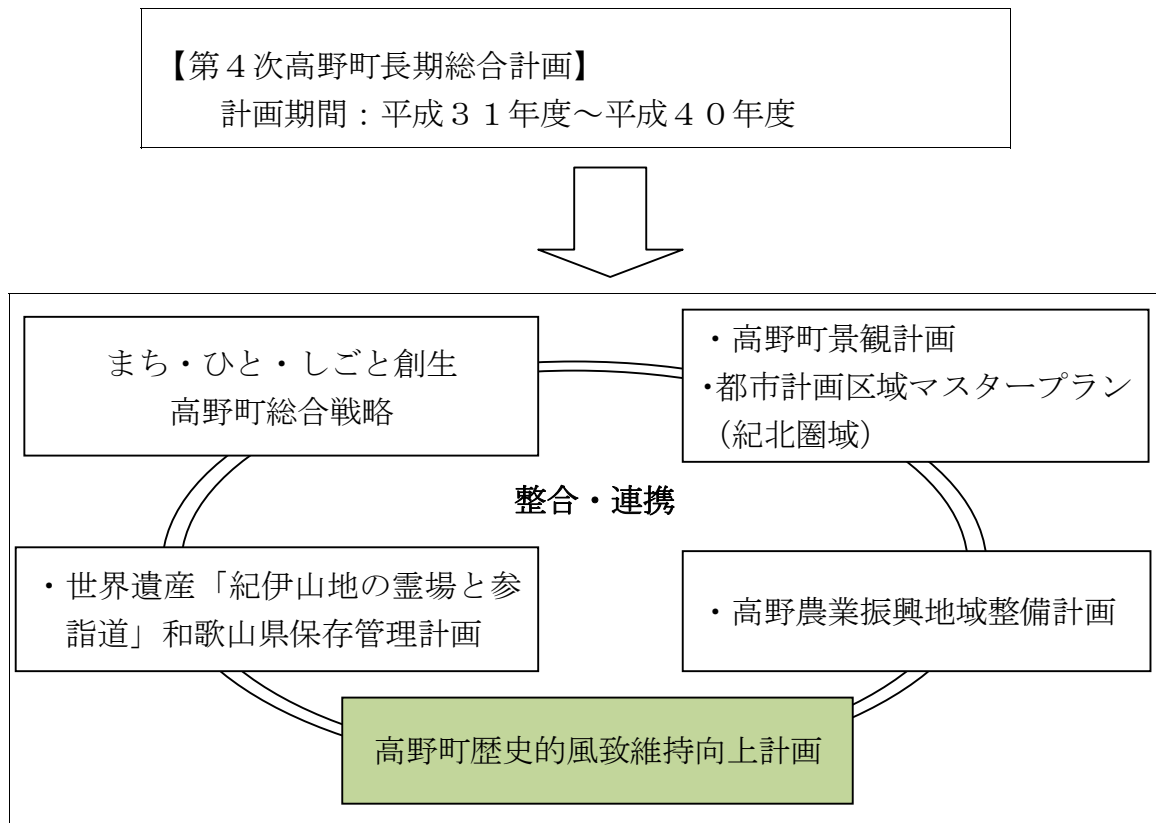 【第４次高野町長期総合計画】
計画期間：平成３１年度～平成４０年度
まち・ひと・しごと創生
高野町総合戦略
・高野町景観計画
・都市計画区域マスタープラン
（紀北圏域）
整合・連携
・世界遺産「紀伊山地の霊場と参
詣道」和歌山県保存管理計画
・高野農業振興地域整備計画
高野町歴史的風致維持向上計画